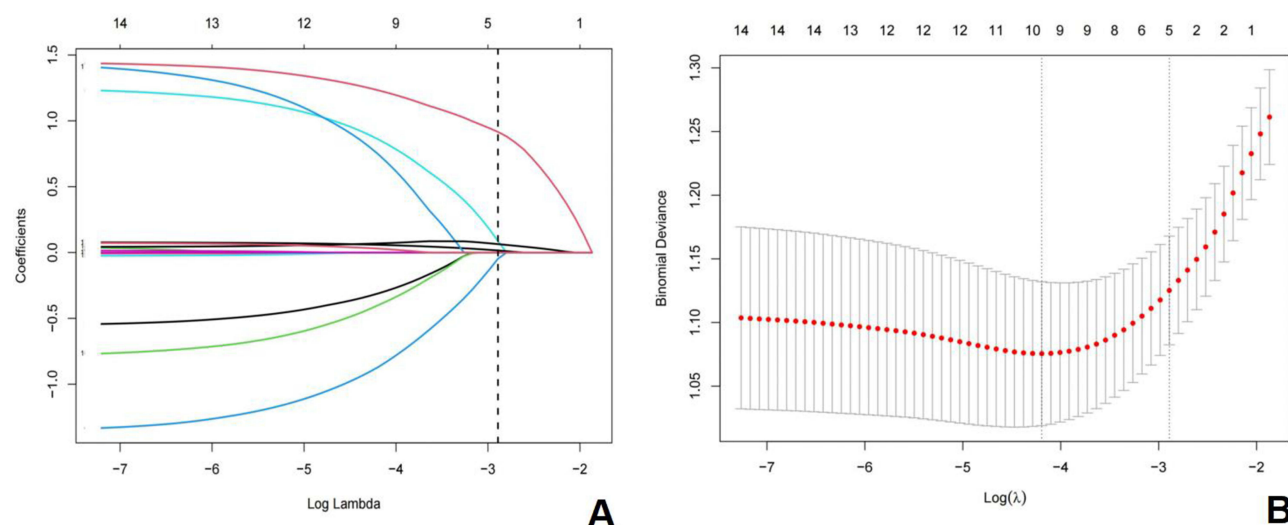 14 13 12 9 5 1
1.5
1.0
0.5
0.0
−0.5
−1.0
Coefficients
−7 −6 −5 −4 −3 −2
Log Lambda
A
14 14 14 13 12 12 12 11 10 9 9 8 6 5 2 2 1
1.30
1.25
1.20
1.15
1.10
1.05
Binomial Deviance
−7 −6 −5 −4 −3 −2
Log(λ)
B